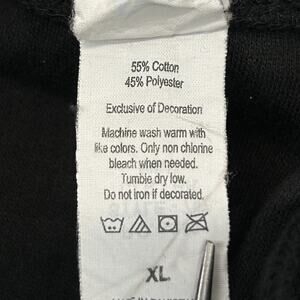 55% Cotton
45% Polyester
Exclusive of Decoration
Machine wash warm with
like colors. Only non chlorine
bleach when needed.
Tumble dry low.
Do not iron if decorated.
XL